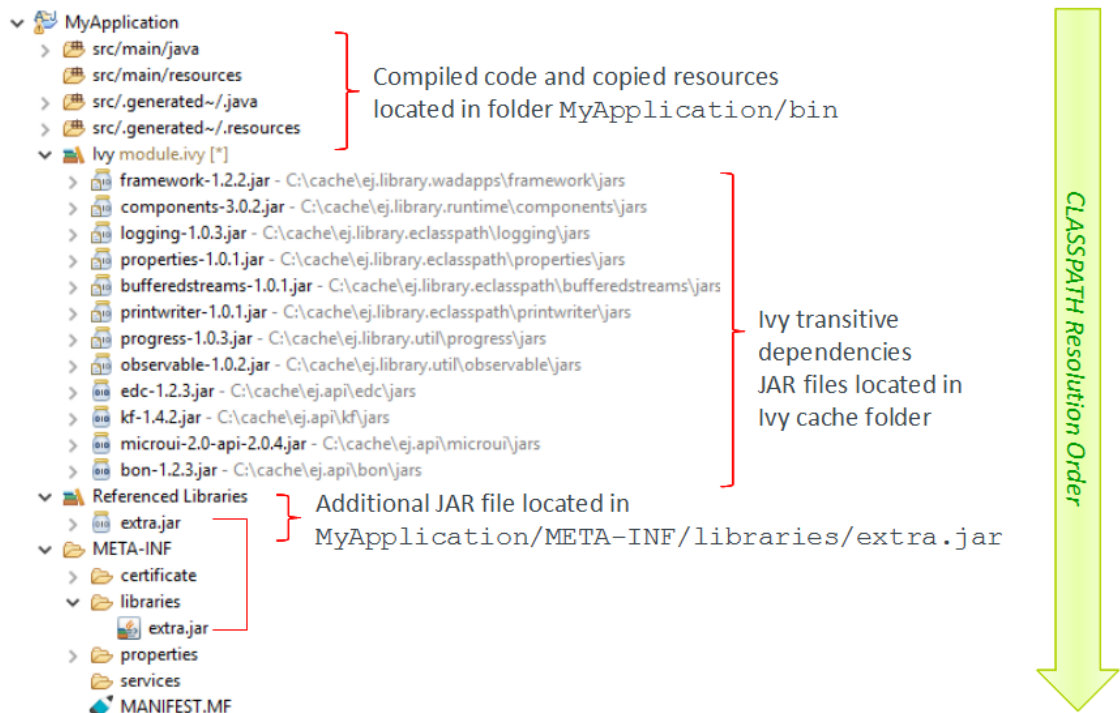 MyApplication
src/main/java
src/main/resources
src/.generated~/.java
src/.generated~/.resources
Compiled code and copied resources
located in folder MyApplication/bin
Ivy module.ivy [*]
framework-1.2.2.jar - C:\cache\ej.library.wadapps\framework\jars
components-3.0.2.jar - C:\cache\ej.library.runtime\components\jars
logging-1.0.3.jar - C:\cache\ej.library.eclasspath\logging\jars
properties-1.0.1.jar - C:\cache\ej.library.eclasspath\properties\jars
bufferedstreams-1.0.1.jar - C:\cache\ej.library.eclasspath\bufferedstreams\jars
printwriter-1.0.1.jar - C:\cache\ej.library.eclasspath\printwriter\jars
progress-1.0.3.jar - C:\cache\ej.library.util\progress\jars
observable-1.0.2.jar - C:\cache\ej.library.util\observable\jars
edc-1.2.3.jar - C:\cache\ej.api\edc\jars
kf-1.4.2.jar - C:\cache\ej.api\kf\jars
microui-2.0-api-2.0.4.jar - C:\cache\ej.api\microui\jars
bon-1.2.3.jar - C:\cache\ej.api\bon\jars
Ivy transitive
dependencies
JAR files located in
Ivy cache folder
Referenced Libraries
extra.jar
Additional JAR file located in
MyApplication/META-INF/libraries/extra.jar
META-INF
certificate
libraries
extra.jar
properties
services
MANIFEST.MF
CLASSPATH Resolution Order